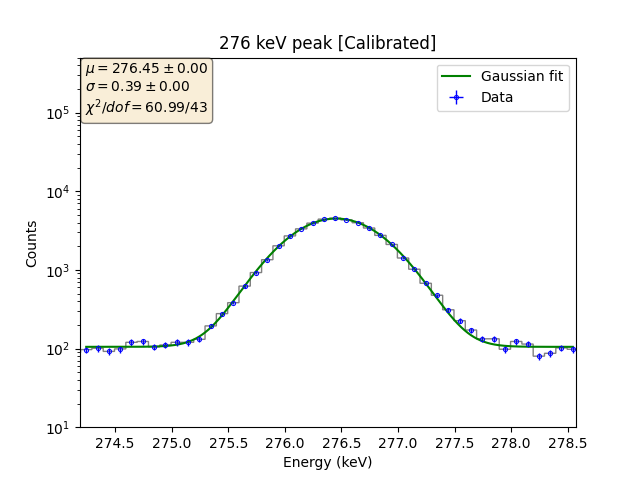 276 keV peak [Calibrated]
μ = 276.45 ± 0.00
σ = 0.39 ± 0.00
χ²/dof = 60.99/43
Gaussian fit
Data
10⁵
10⁴
10³
10²
10¹
Counts
274.5 275.0 275.5 276.0 276.5 277.0 277.5 278.0 278.5
Energy (keV)